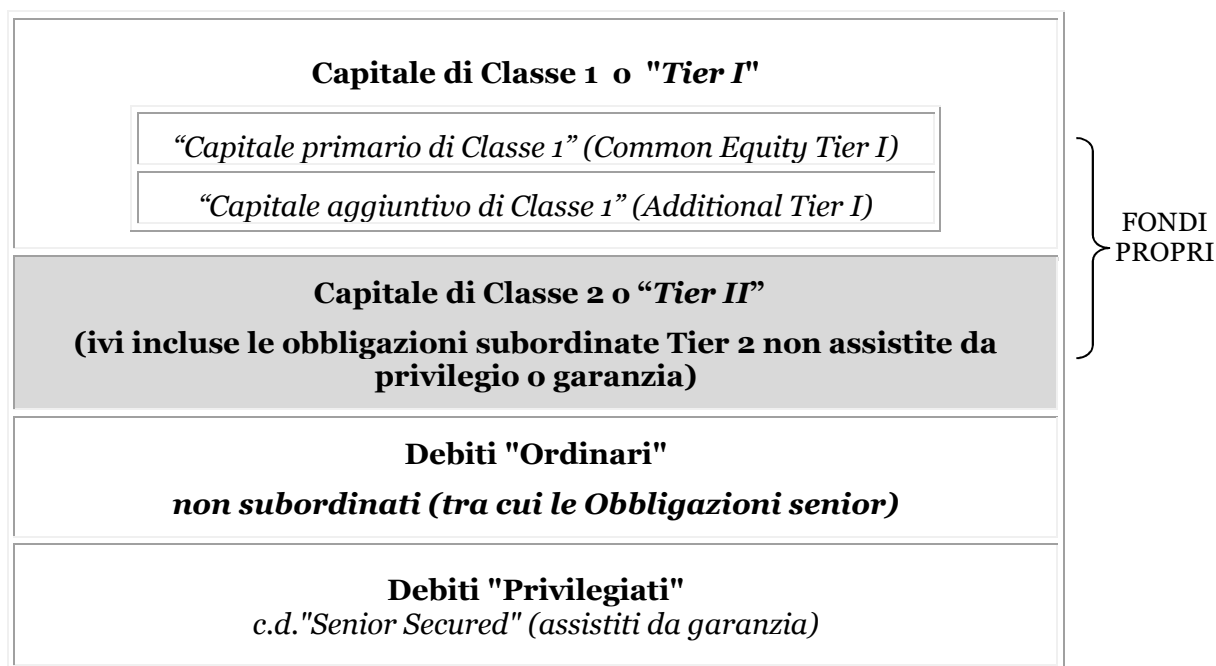 Capitale di Classe 1 o "Tier I"
“Capitale primario di Classe 1” (Common Equity Tier I)
“Capitale aggiuntivo di Classe 1” (Additional Tier I)
FONDI
PROPRI
Capitale di Classe 2 o “Tier II”
(ivi incluse le obbligazioni subordinate Tier 2 non assistite da
privilegio o garanzia)
Debiti "Ordinari"
non subordinati (tra cui le Obbligazioni senior)
Debiti "Privilegiati"
c.d."Senior Secured" (assistiti da garanzia)